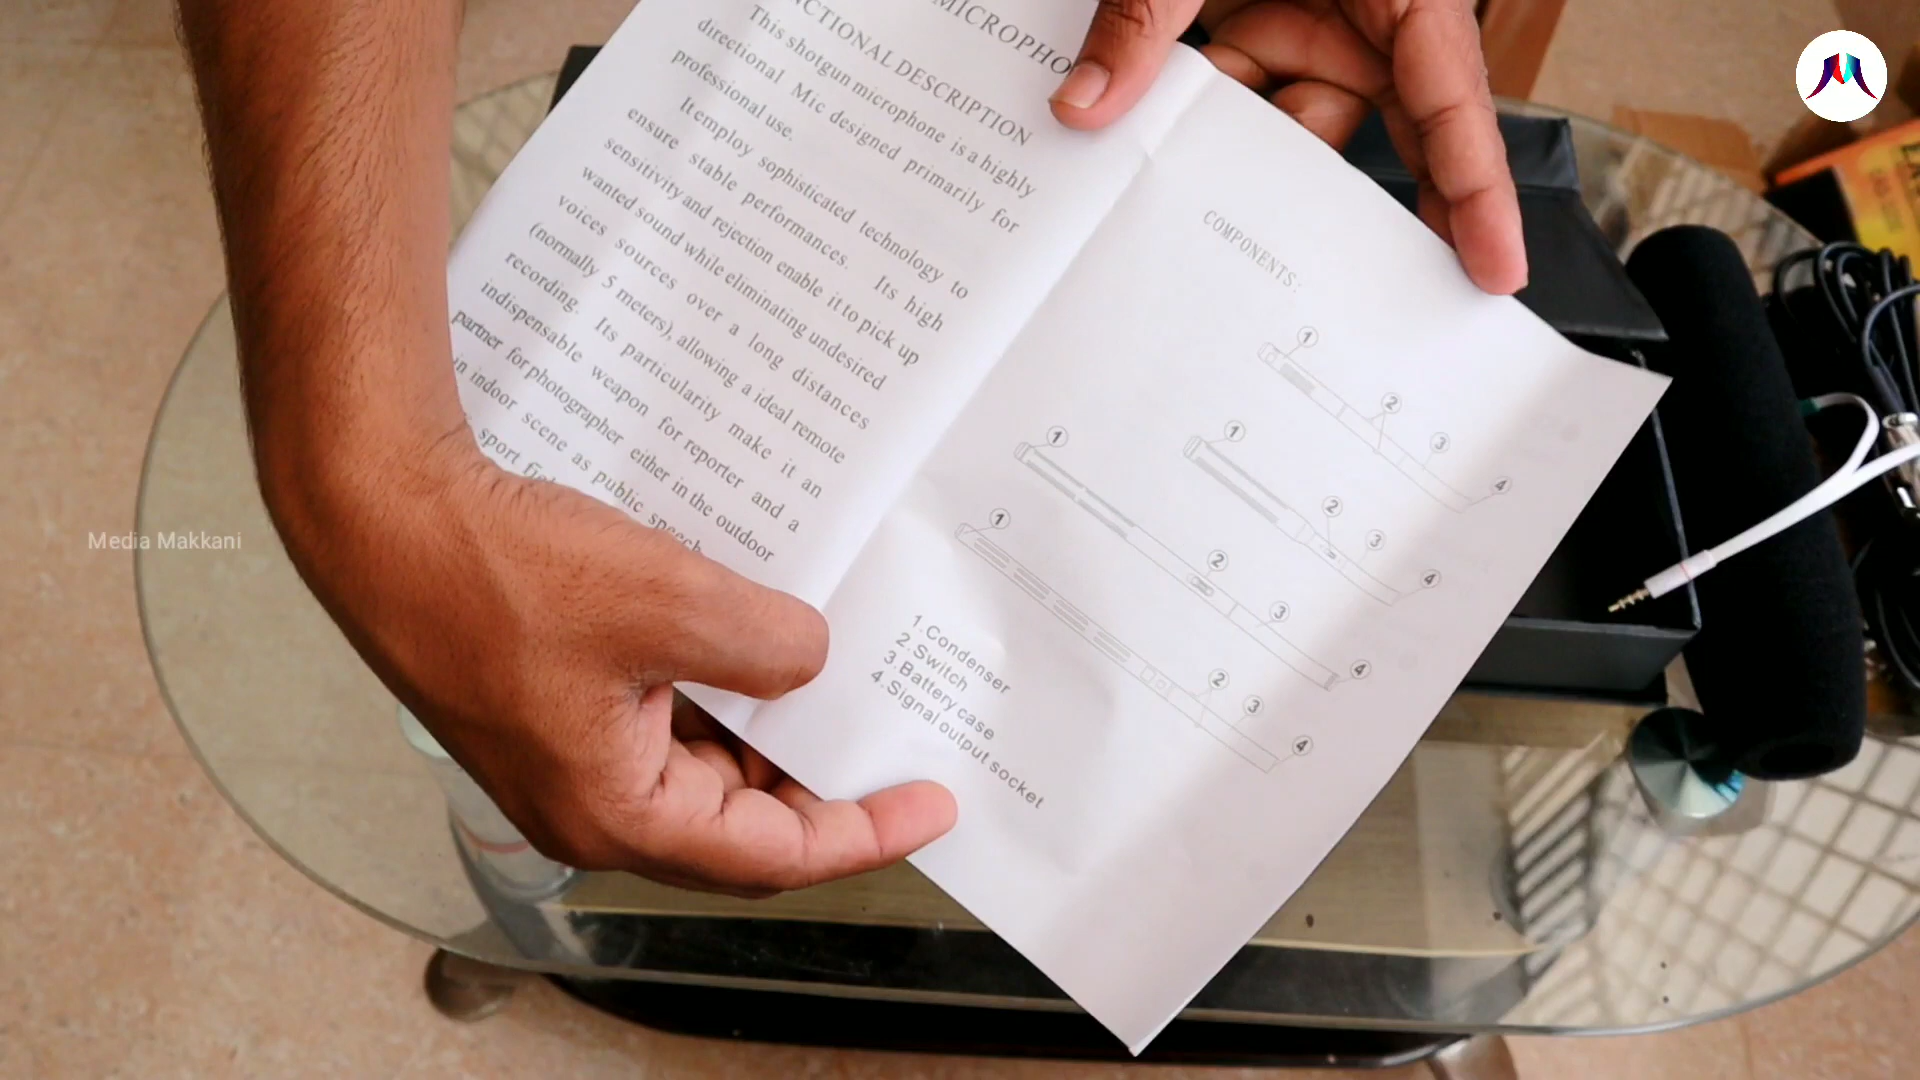 MICROPHO
NCTIONAL DESCRIPTION
This shotgun microphone is a highly
directional Mic designed primarily for
professional use.
It employ sophisticated technology to
ensure stable performances. Its high
sensitivity and rejection enable it to pick up
wanted sound while eliminating undesired
voices sources over a long distances
(normally 5 meters), allowing a ideal remote
recording. Its particularity make it an
indispensable weapon for reporter and a
partner for photographer either in the outdoor
in indoor scene as public speech
sport
COMPONENTS:
1
2
3
4
1
2
3
4
1
2
3
4
1
2
3
4
1.Condenser
2.Switch
3.Battery case
4.Signal output socket
Media Makkani